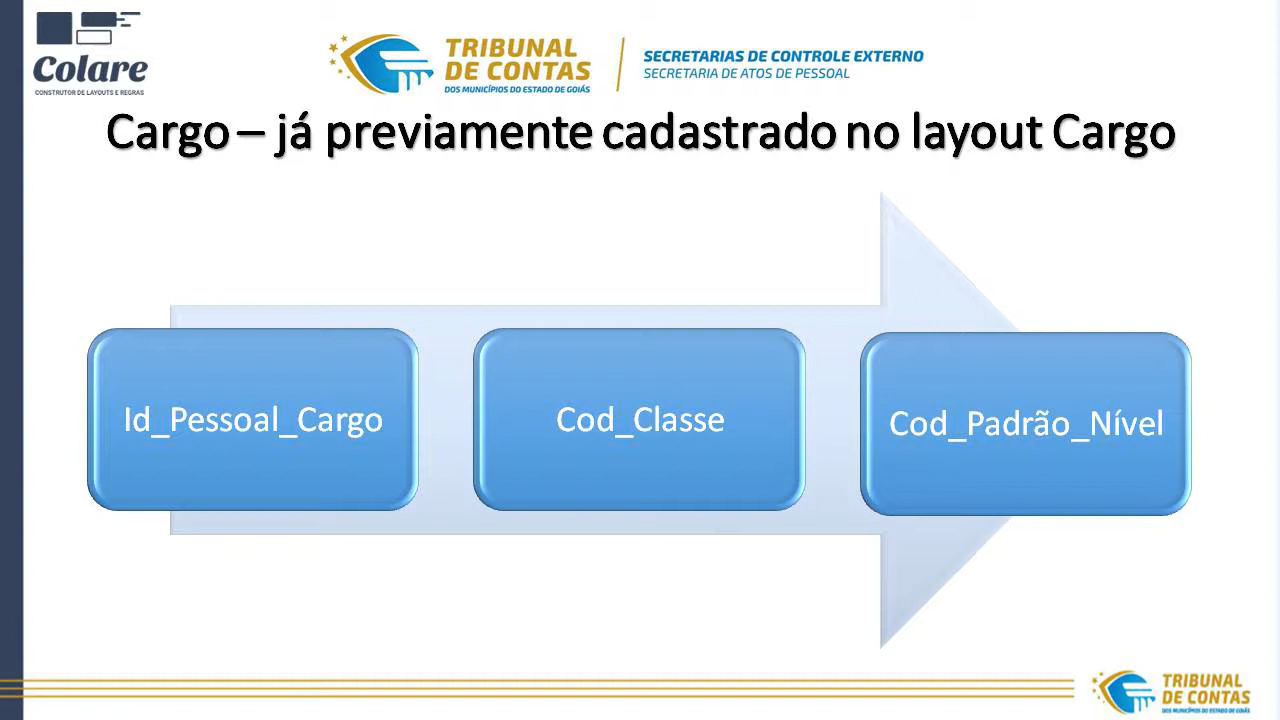 Colare
CONSTRUTOR DE LAYOUTS E REGRAS
TRIBUNAL
DE CONTAS
DOS MUNICÍPIOS DO ESTADO DE GOIÁS
SECRETARIAS DE CONTROLE EXTERNO
SECRETARIA DE ATOS DE PESSOAL
Cargo – já previamente cadastrado no layout Cargo
Id_Pessoal_Cargo
Cod_Classe
Cod_Padrão_Nível
TRIBUNAL
DE CONTAS
DOS MUNICÍPIOS DO ESTADO DE GOIÁS